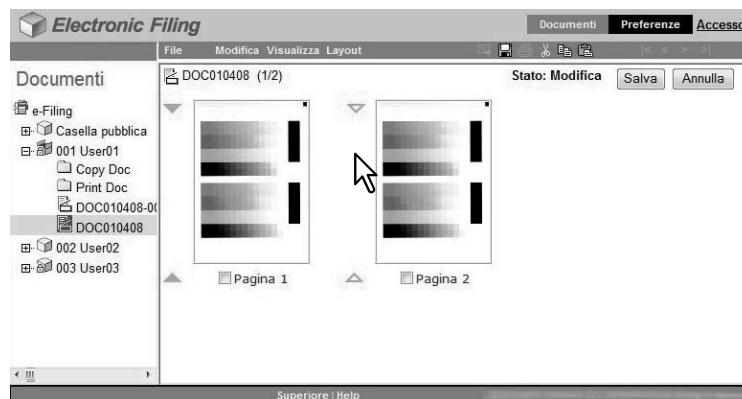 Electronic Filing
Documenti Preferenze Accesso
File Modifica Visualizza Layout
Documenti
e-Filing
Casella pubblica
001 User01
Copy Doc
Print Doc
DOC010408-00
DOC010408
002 User02
003 User03
DOC010408 (1/2)
Stato: Modifica Salva Annulla
Pagina 1 Pagina 2
Superiore | Help